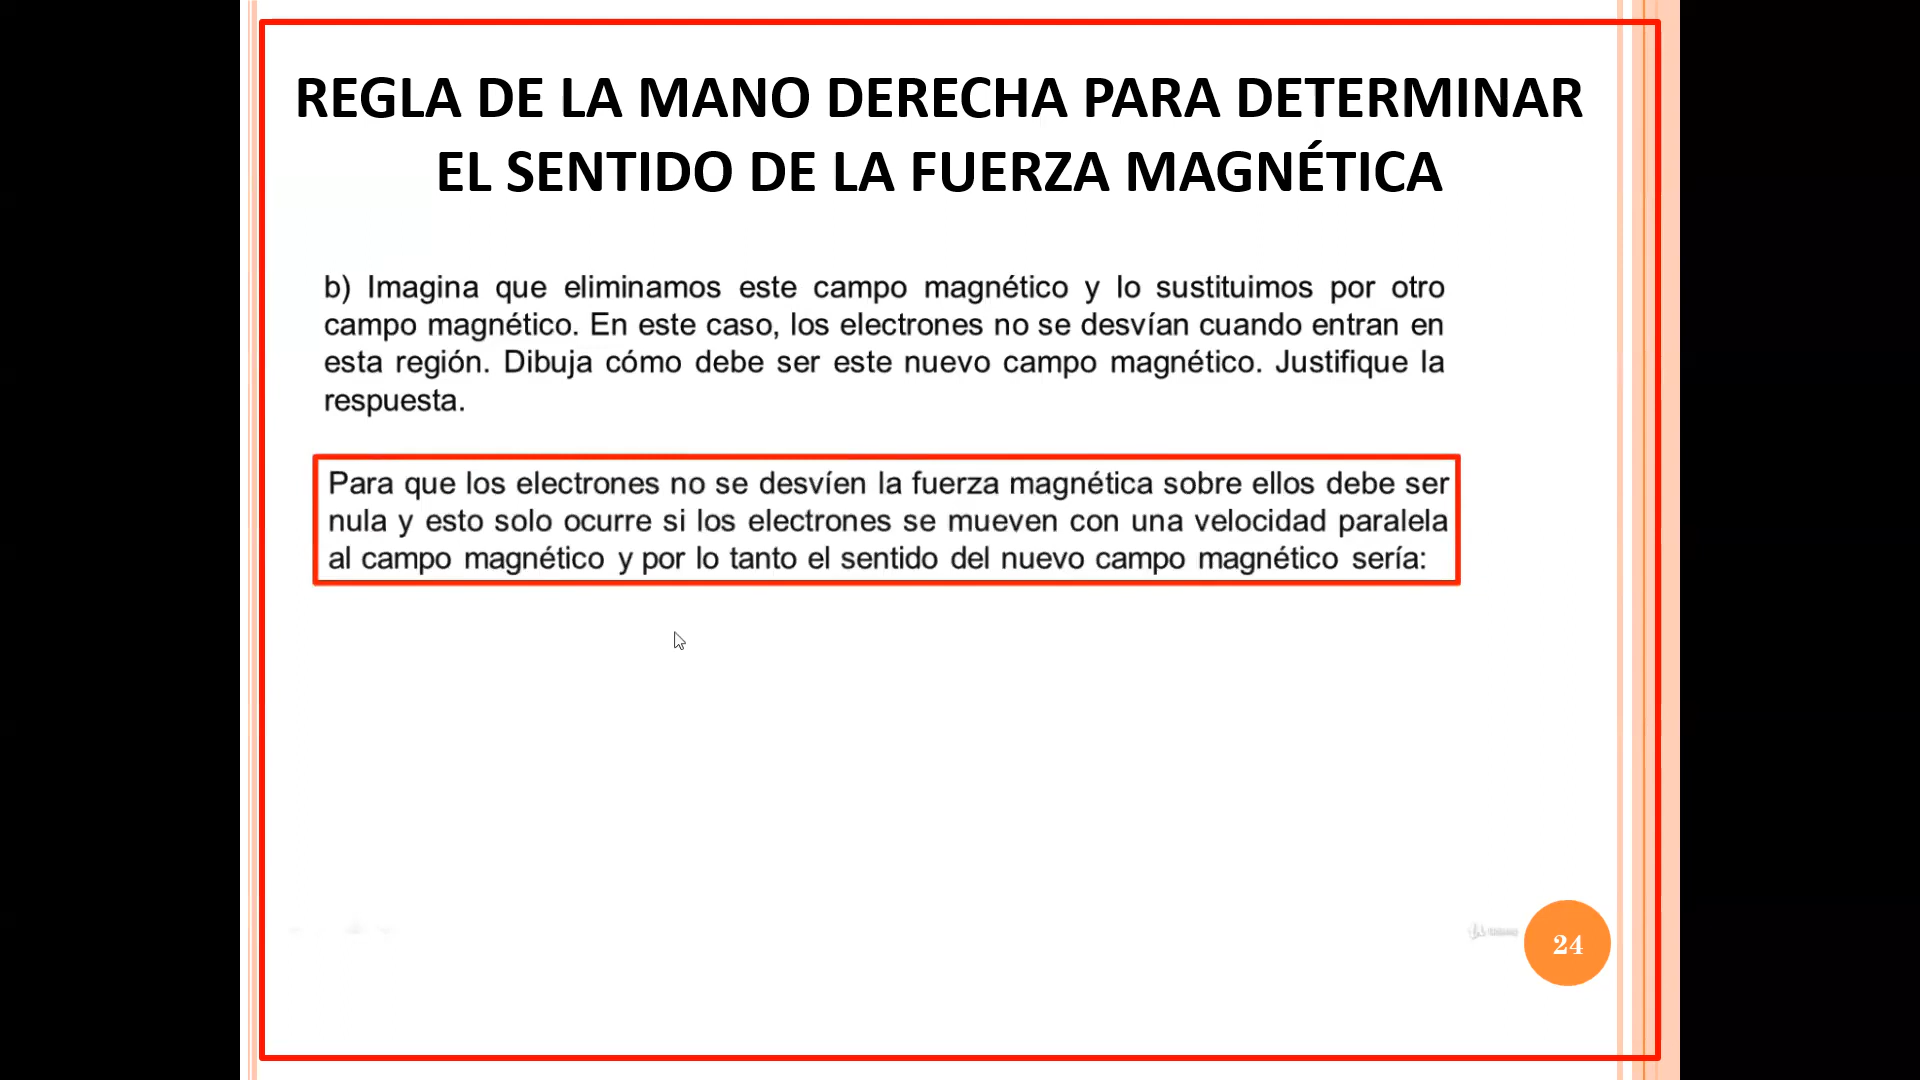 REGLA DE LA MANO DERECHA PARA DETERMINAR
EL SENTIDO DE LA FUERZA MAGNÉTICA
b) Imagina que eliminamos este campo magnético y lo sustituimos por otro
campo magnético. En este caso, los electrones no se desvían cuando entran en
esta región. Dibuja cómo debe ser este nuevo campo magnético. Justifique la
respuesta.
Para que los electrones no se desvíen la fuerza magnética sobre ellos debe ser
nula y esto solo ocurre si los electrones se mueven con una velocidad paralela
al campo magnético y por lo tanto el sentido del nuevo campo magnético sería:
24